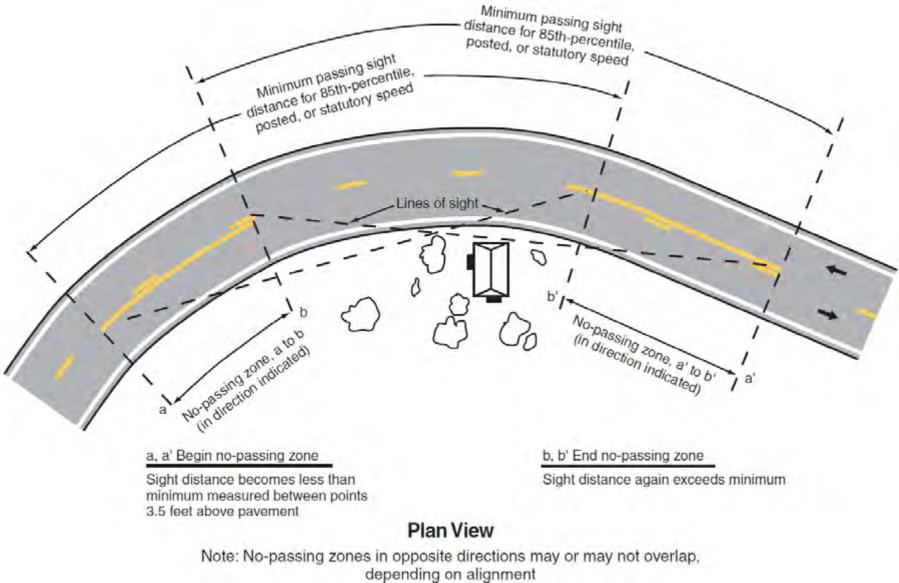 Minimum passing sight
distance for 85th-percentile,
posted, or statutory speed
Minimum passing sight
distance for 85th-percentile,
posted, or statutory speed
Lines of sight
b
a
No-passing zone, a to b
(in direction indicated)
b'
a'
No-passing zone, a' to b'
(in direction indicated)
a, a' Begin no-passing zone
Sight distance becomes less than
minimum measured between points
3.5 feet above pavement
b, b' End no-passing zone
Sight distance again exceeds minimum
Plan View
Note: No-passing zones in opposite directions may or may not overlap,
depending on alignment